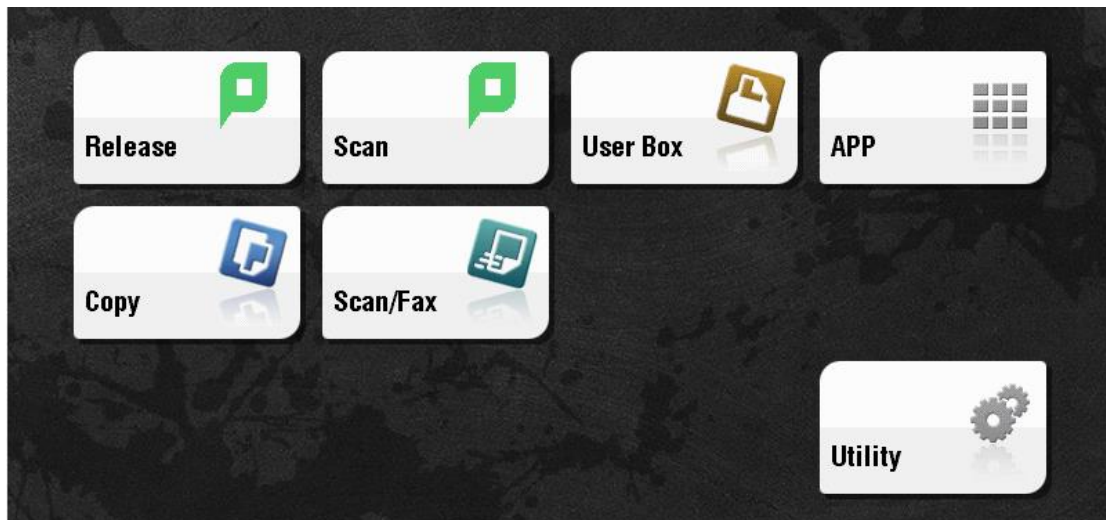 Release
Scan
User Box
APP
Copy
Scan/Fax
Utility